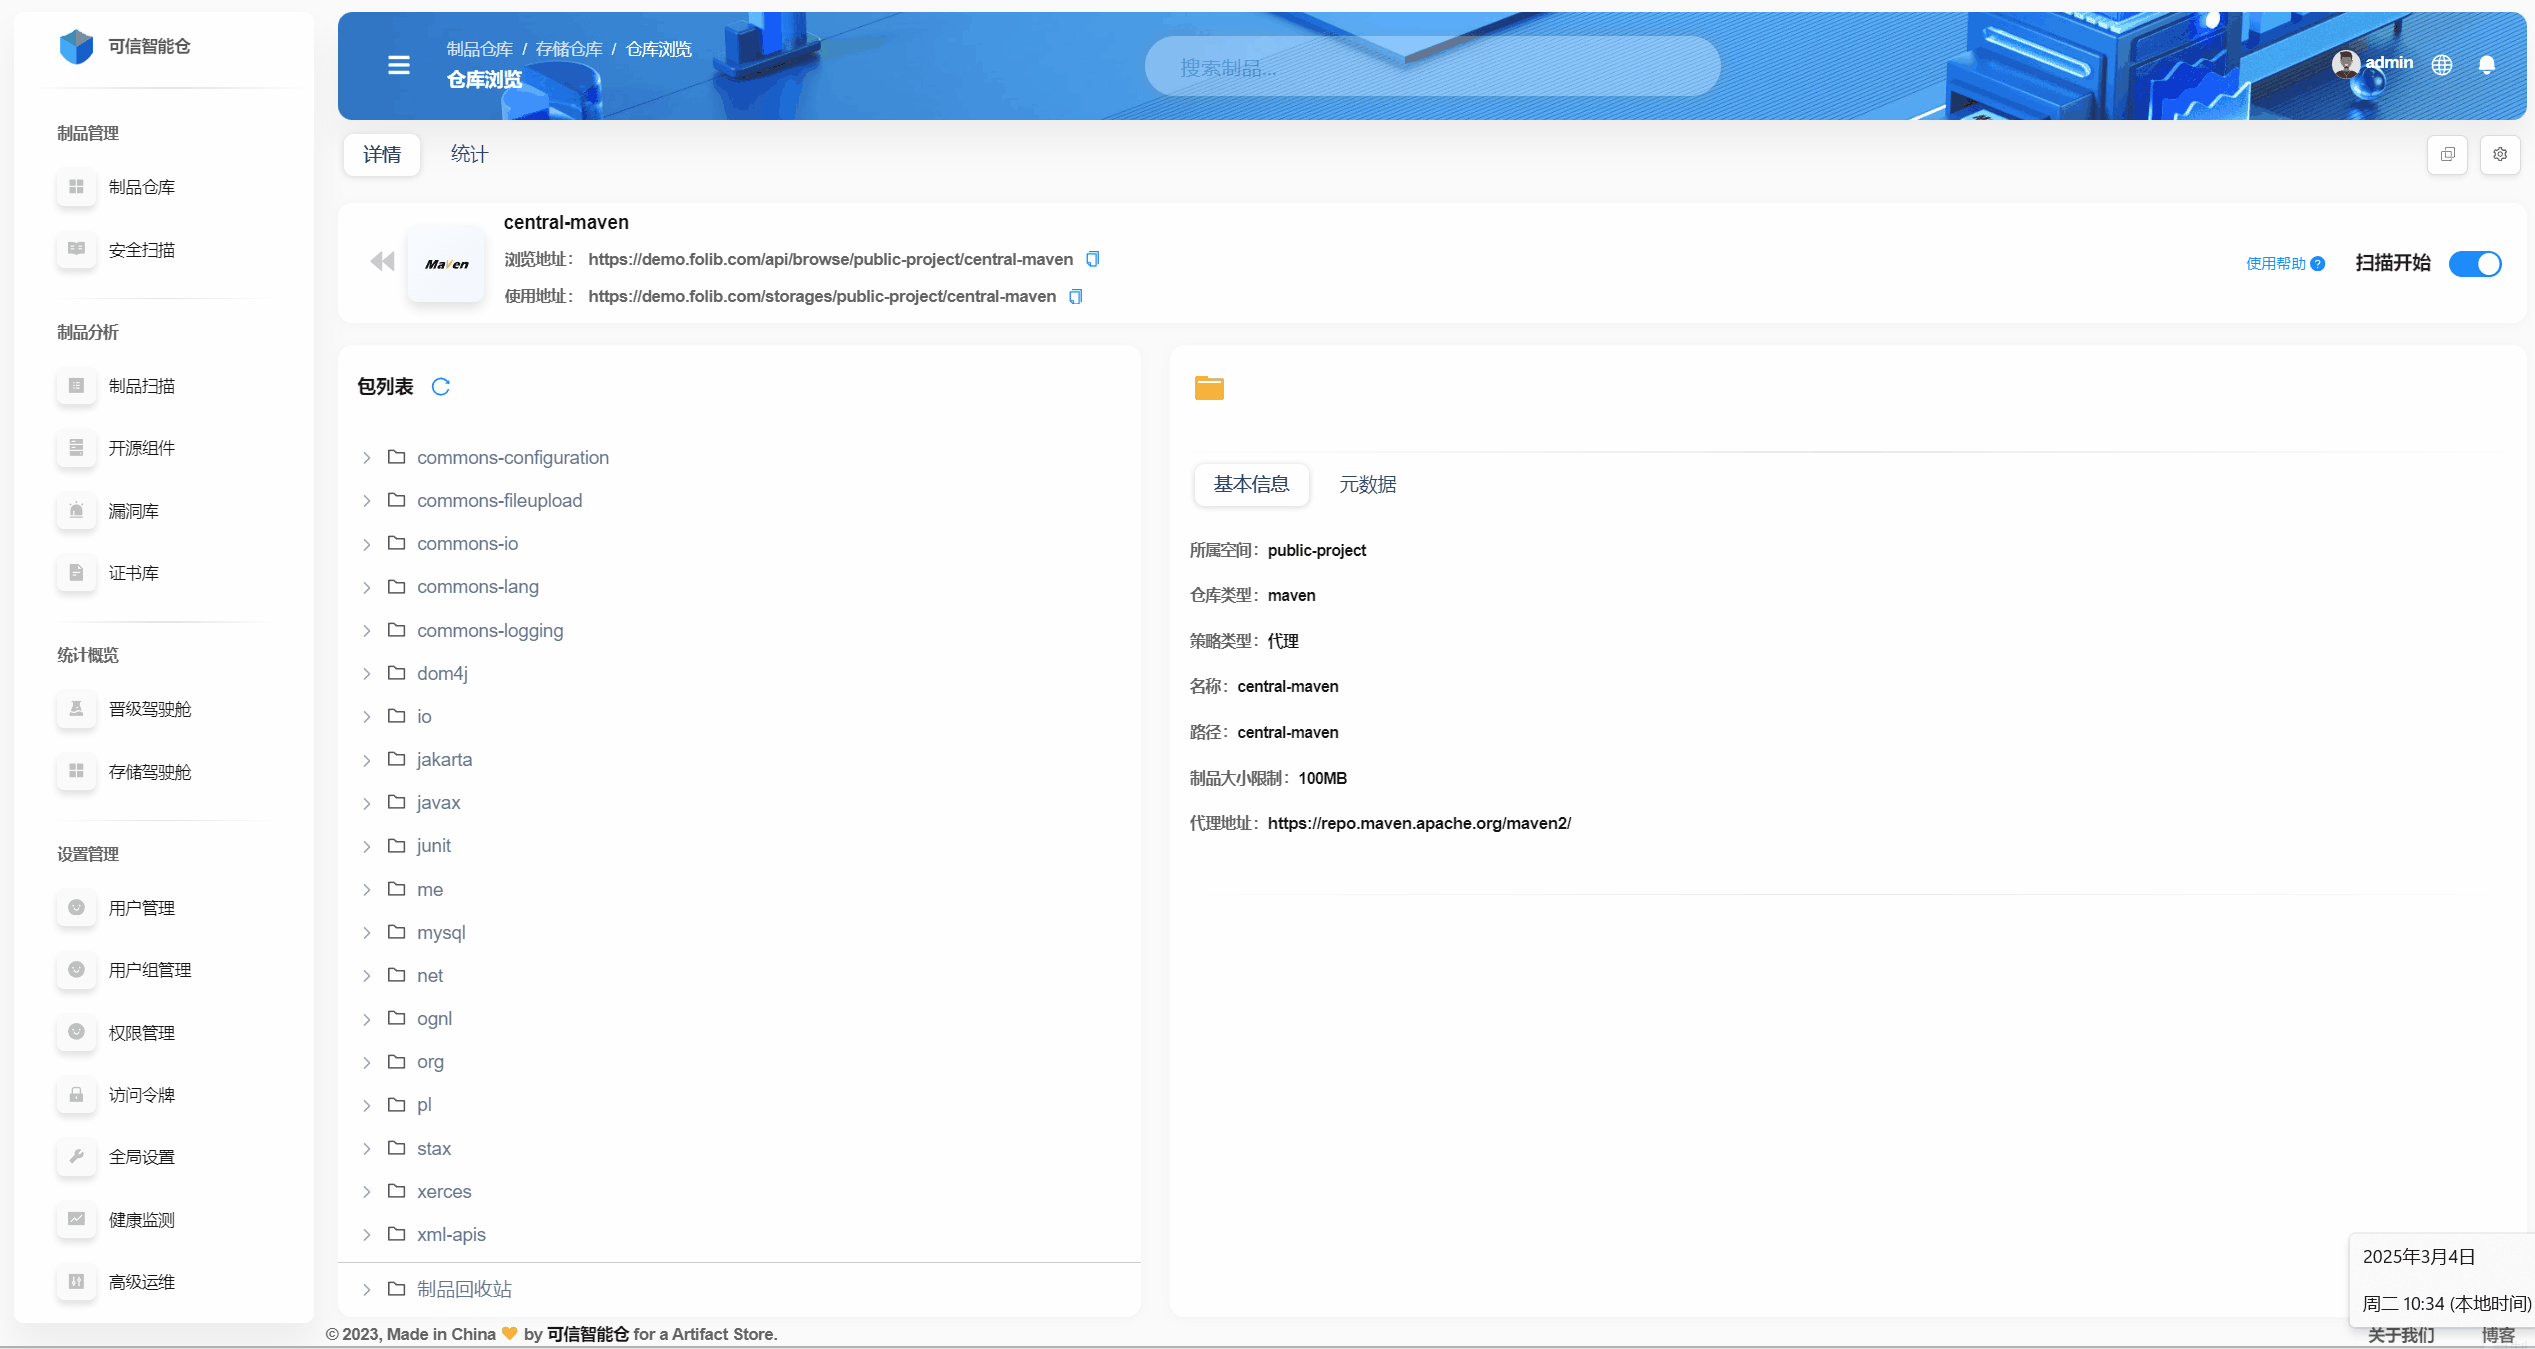 可信智能仓
制品管理
制品仓库
安全扫描
制品分析
制品扫描
开源组件
漏洞库
证书库
统计概览
晋级驾驶舱
存储驾驶舱
设置管理
用户管理
用户组管理
权限管理
访问令牌
全局设置
健康监测
高级运维
制品仓库 / 存储仓库 / 仓库浏览
仓库浏览
搜索制品...
admin
详情
统计
Maven
central-maven
浏览地址： https://demo.folib.com/api/browse/public-project/central-maven
使用地址： https://demo.folib.com/storages/public-project/central-maven
使用帮助
扫描开始
包列表
commons-configuration
commons-fileupload
commons-io
commons-lang
commons-logging
dom4j
io
jakarta
javax
junit
me
mysql
net
ognl
org
pl
stax
xerces
xml-apis
制品回收站
基本信息
元数据
所属空间： public-project
仓库类型： maven
策略类型： 代理
名称： central-maven
路径： central-maven
制品大小限制： 100MB
代理地址： https://repo.maven.apache.org/maven2/
2025年3月4日
周二 10:34 (本地时间)
© 2023, Made in China 🧡 by 可信智能仓 for a Artifact Store.
关于我们
博客